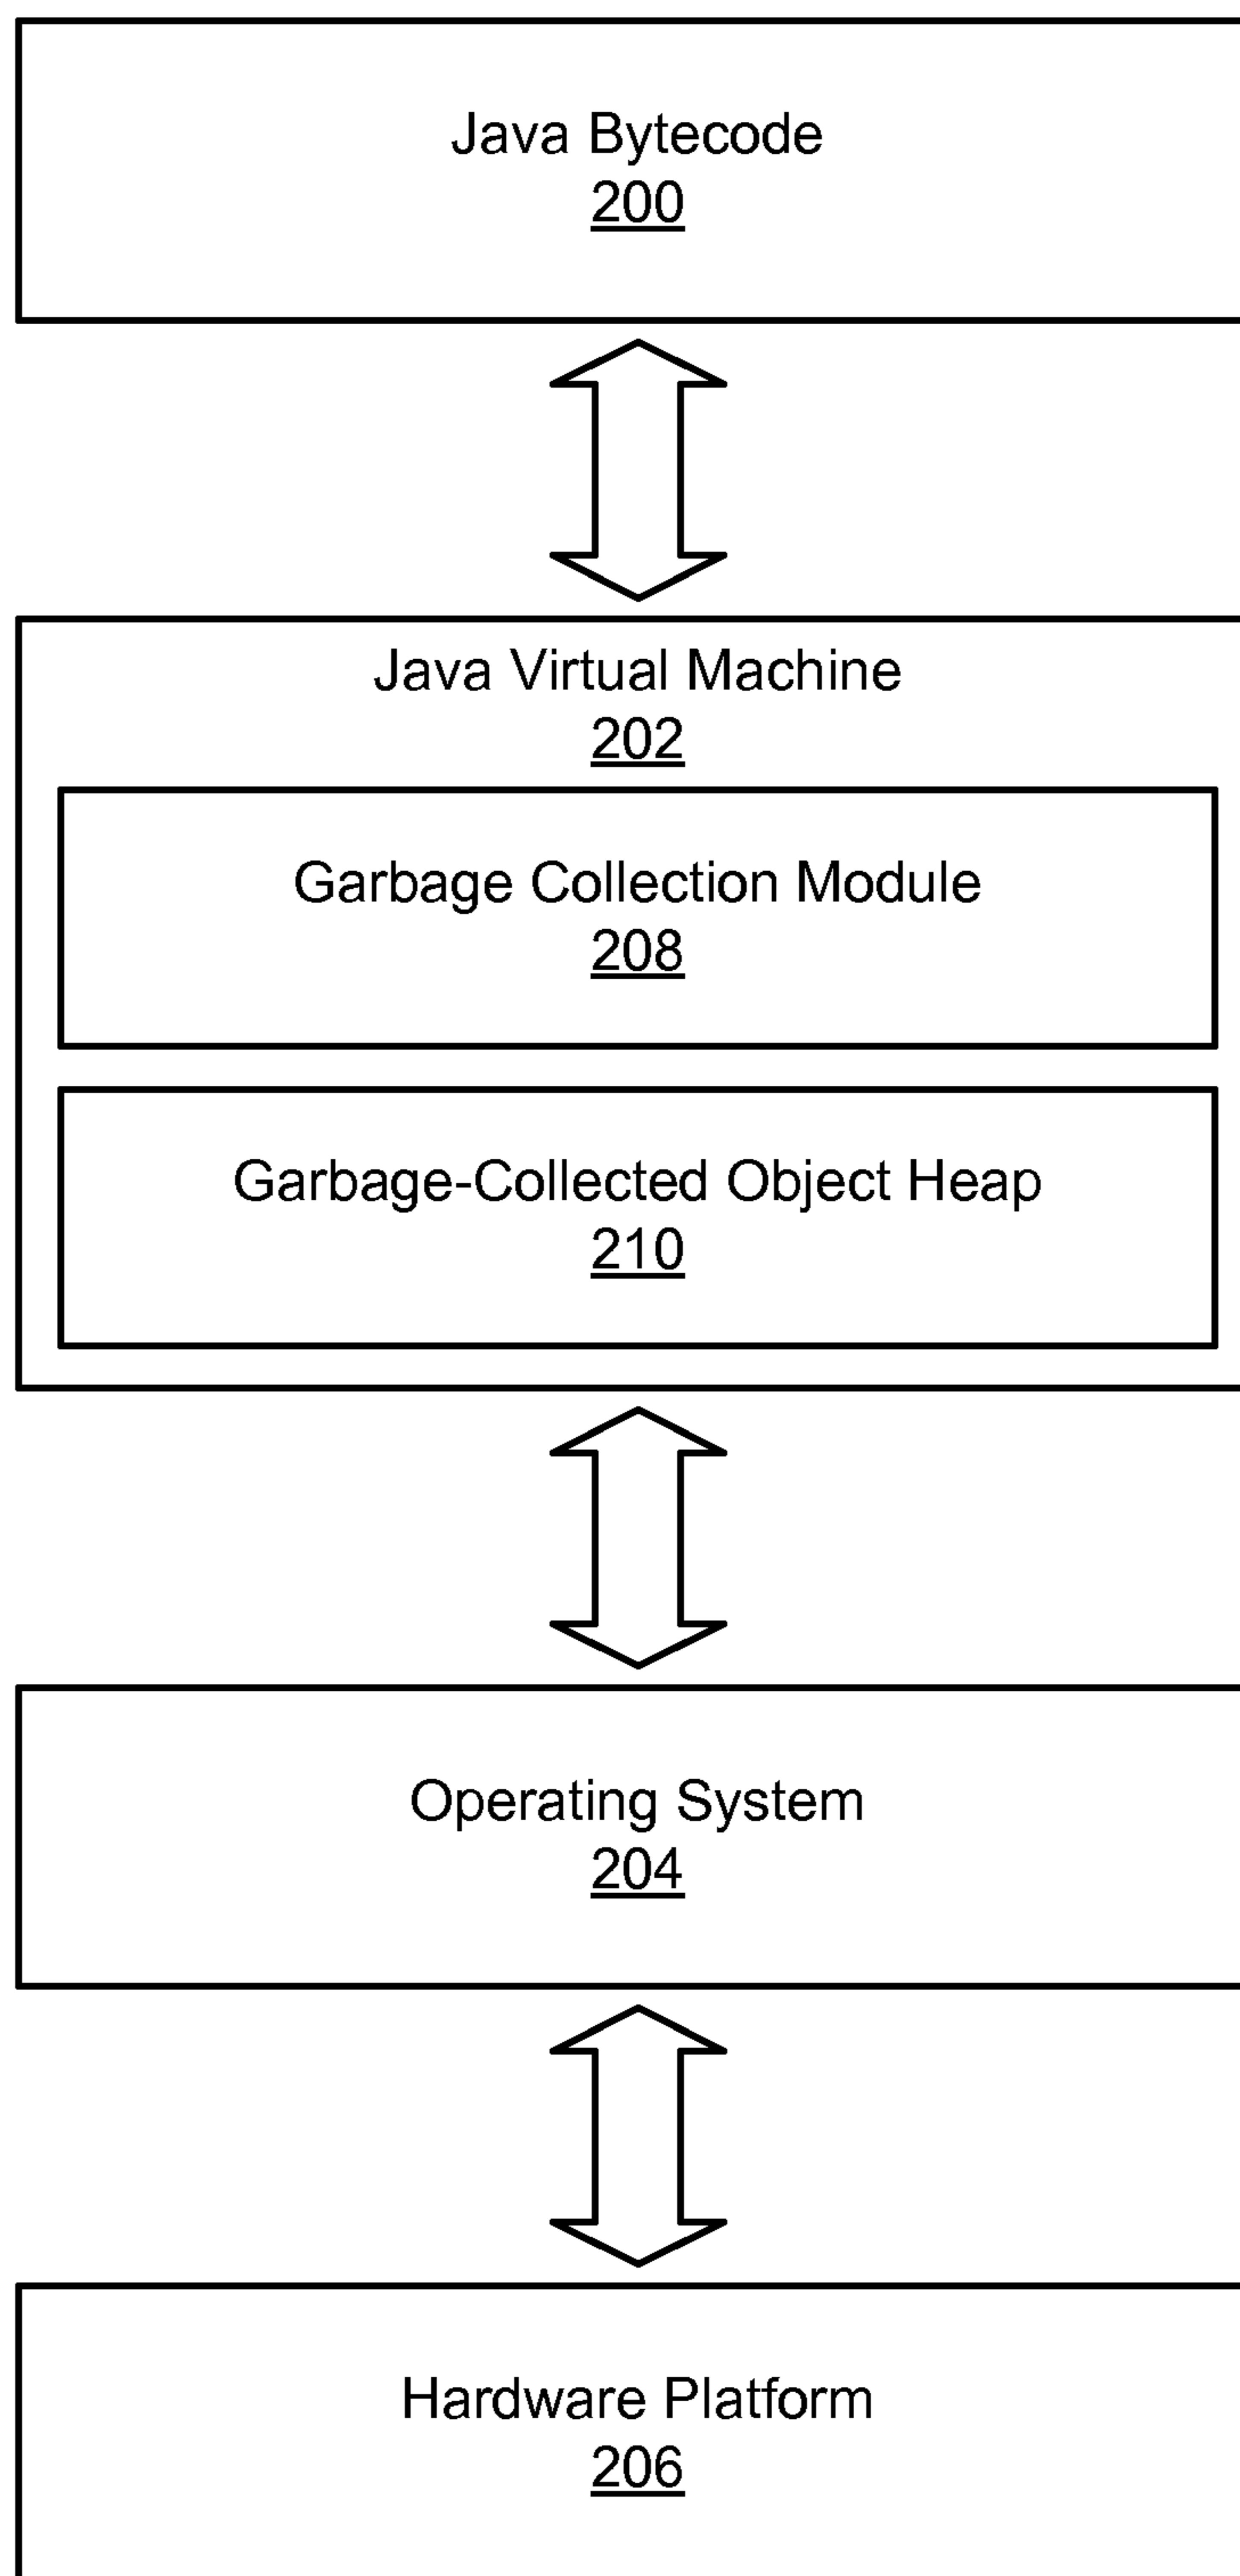 Java Bytecode
200
Java Virtual Machine
202
Garbage Collection Module
208
Garbage-Collected Object Heap
210
Operating System
204
Hardware Platform
206